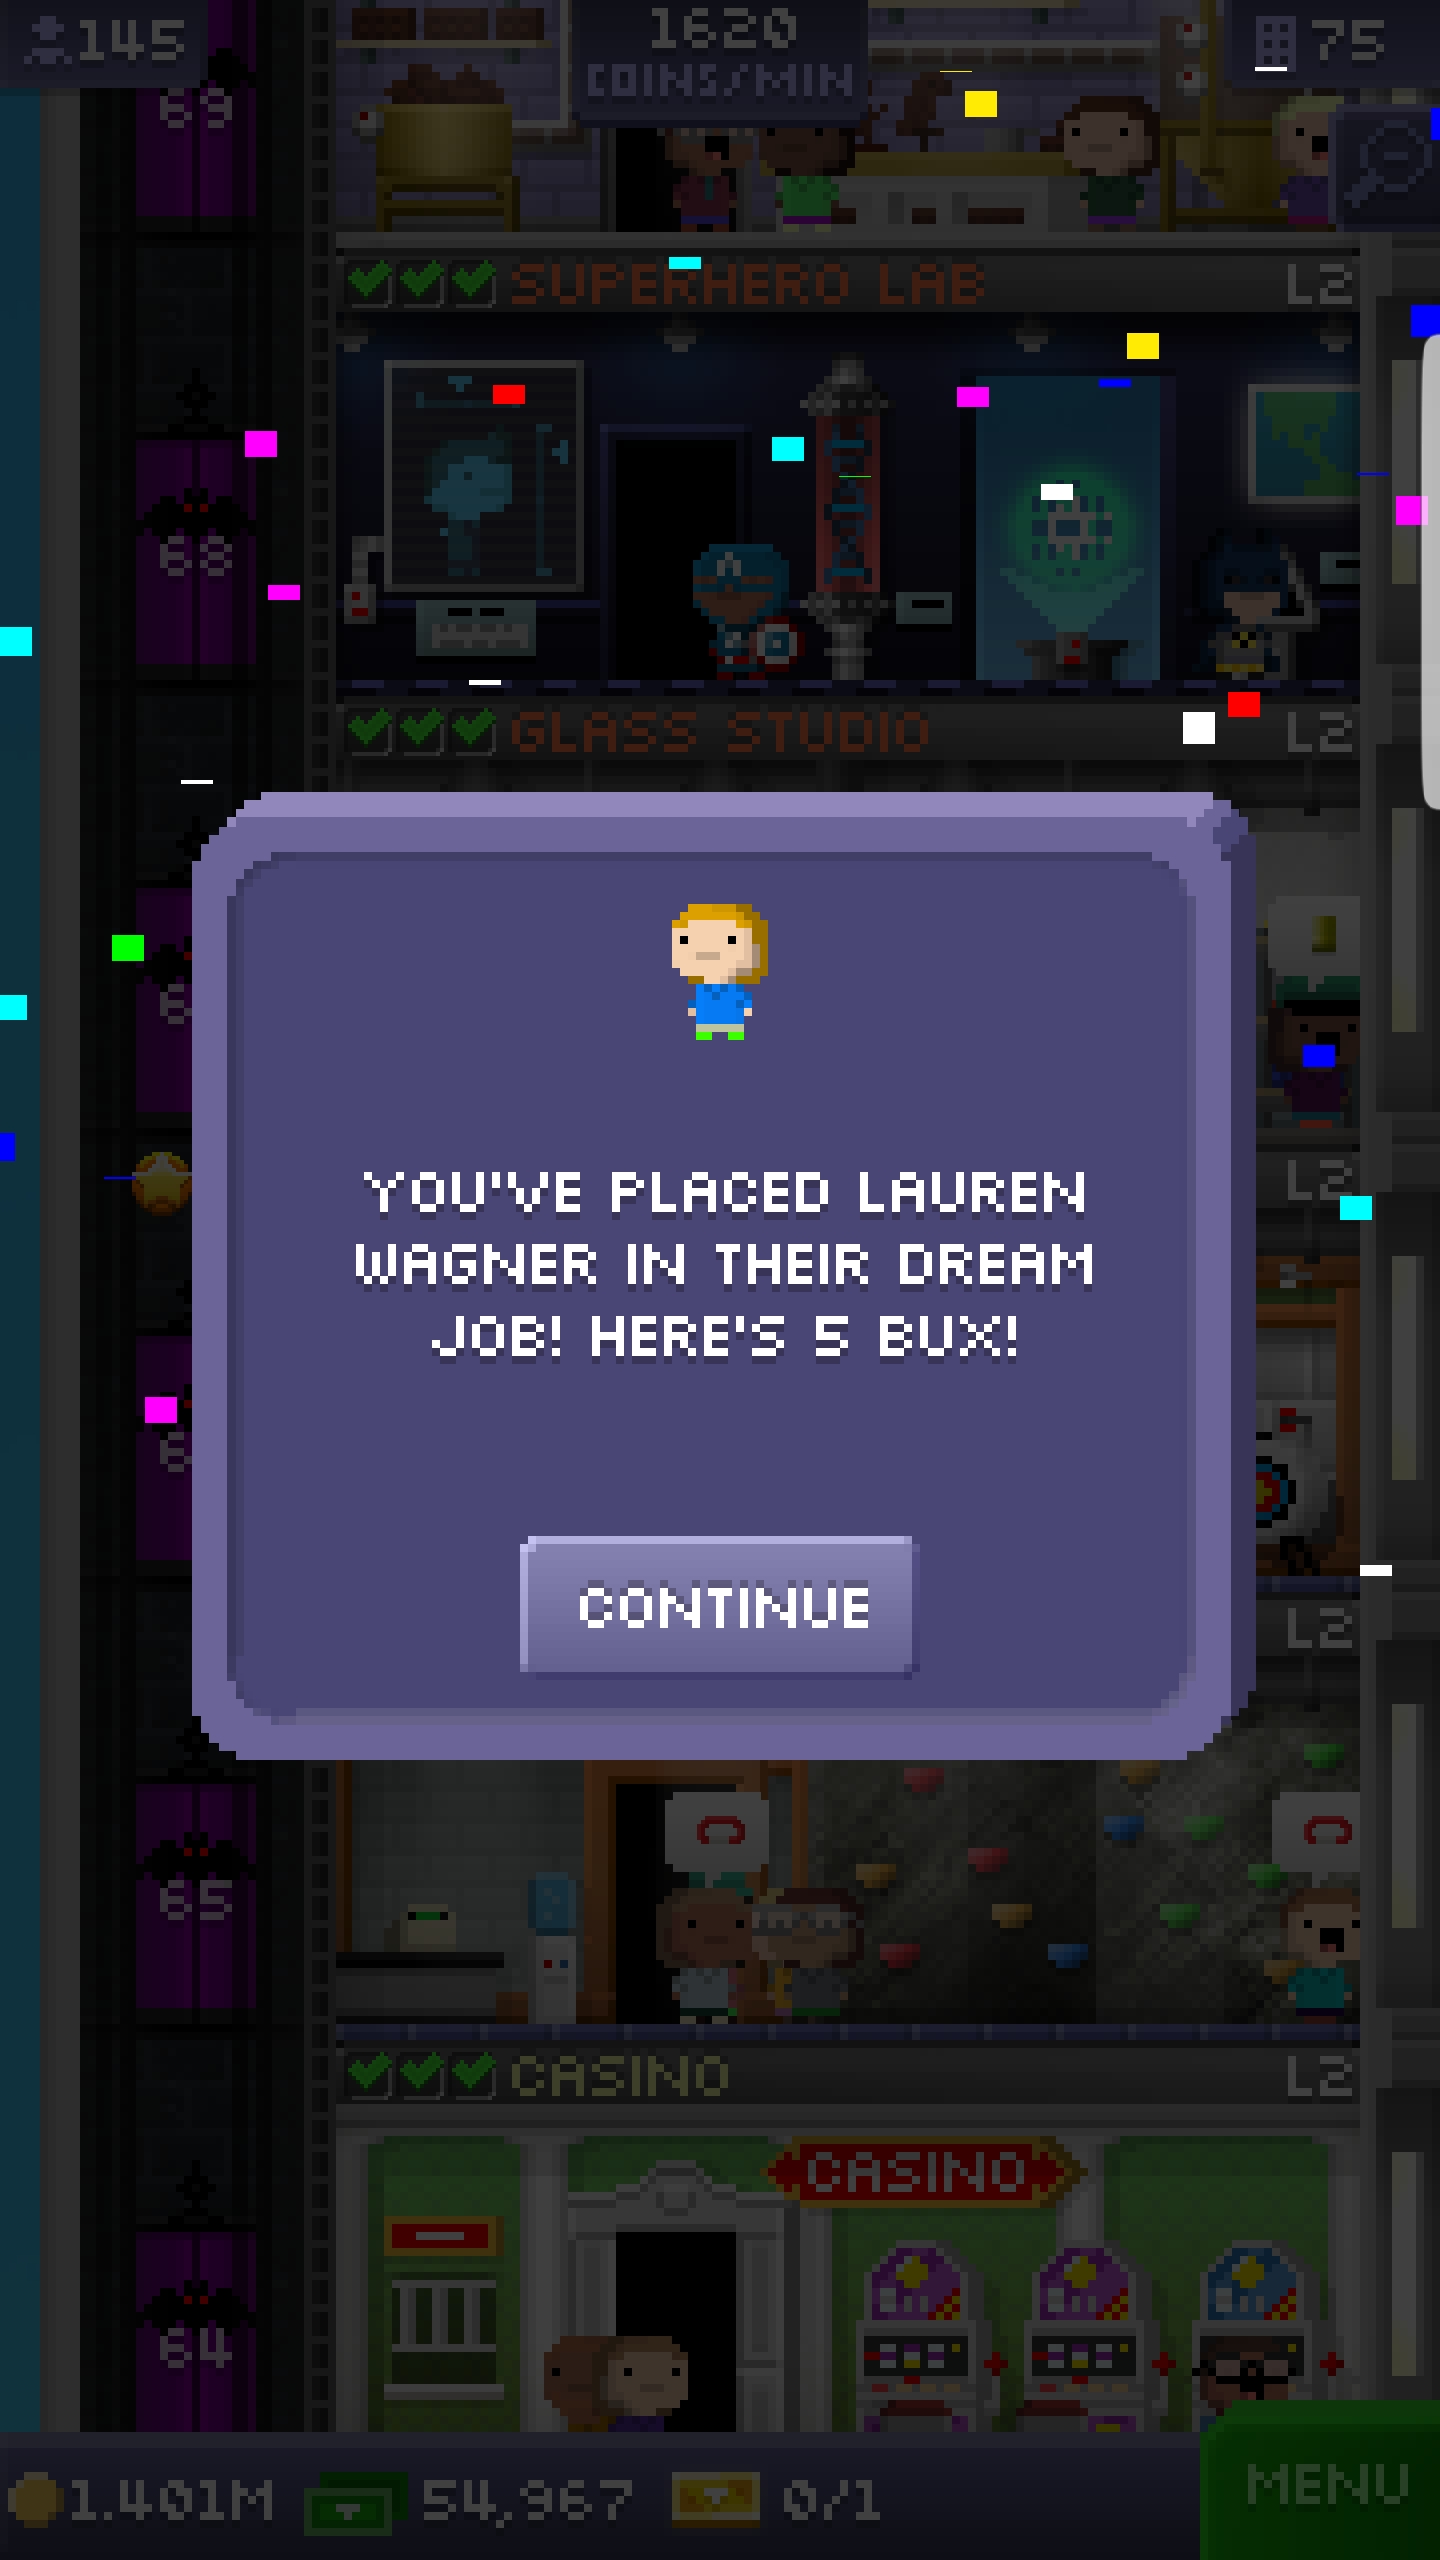 145
1620
COINS/MIN
75
69
SUPERHERO LAB
L2
68
GLASS STUDIO
L2
L2
YOU'VE PLACED LAUREN
WAGNER IN THEIR DREAM
JOB! HERE'S 5 BUX!
CONTINUE
L2
65
CASINO
L2
CASINO
64
1.401M
54,967
0/1
MENU